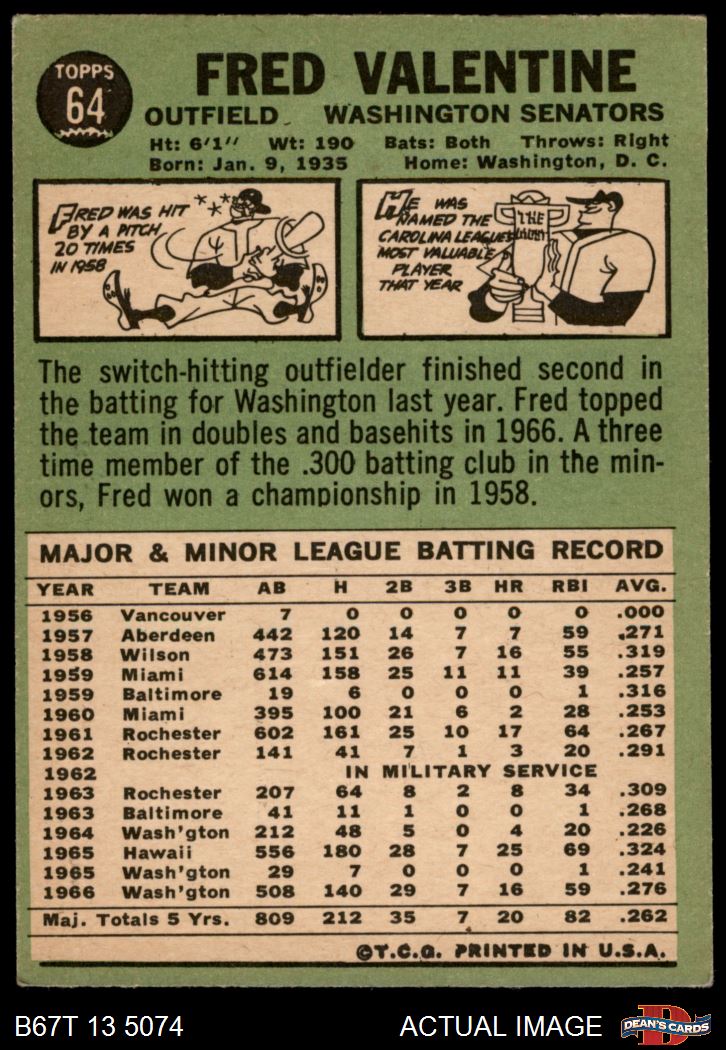 TOPPS
64
FRED VALENTINE
OUTFIELD WASHINGTON SENATORS
Ht: 6'1" Wt: 190 Bats: Both Throws: Right
Born: Jan. 9, 1935 Home: Washington, D. C.
FRED WAS HIT
BY A PITCH
20 TIMES
IN 1958
HE WAS
NAMED THE
CAROLINA LEAGUE'S
MOST VALUABLE
PLAYER
THAT YEAR
THE
The switch-hitting outfielder finished second in
the batting for Washington last year. Fred topped
the team in doubles and basehits in 1966. A three
time member of the .300 batting club in the min-
ors, Fred won a championship in 1958.
MAJOR & MINOR LEAGUE BATTING RECORD
YEAR TEAM AB H 2B 3B HR RBI AVG.
1956 Vancouver 7 0 0 0 0 0 .000
1957 Aberdeen 442 120 14 7 7 59 .271
1958 Wilson 473 151 26 7 16 55 .319
1959 Miami 614 158 25 11 11 39 .257
1959 Baltimore 19 6 0 0 0 1 .316
1960 Miami 395 100 21 6 2 28 .253
1961 Rochester 602 161 25 10 17 64 .267
1962 Rochester 141 41 7 1 3 20 .291
1962 IN MILITARY SERVICE
1963 Rochester 207 64 8 2 8 34 .309
1963 Baltimore 41 11 1 0 0 1 .268
1964 Wash'gton 212 48 5 0 4 20 .226
1965 Hawaii 556 180 28 7 25 69 .324
1965 Wash'gton 29 7 0 0 0 1 .241
1966 Wash'gton 508 140 29 7 16 59 .276
Maj. Totals 5 Yrs. 809 212 35 7 20 82 .262
©T.C.G. PRINTED IN U.S.A.
B67T 13 5074 ACTUAL IMAGE
D
DEAN'S CARDS